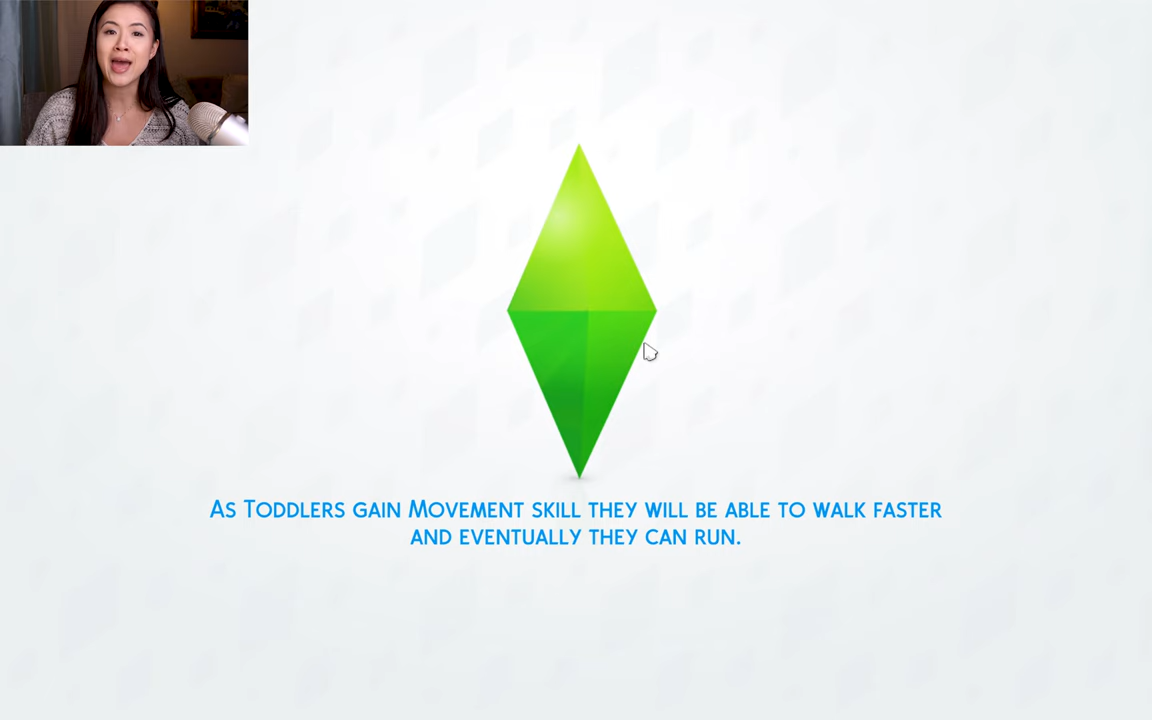 As Toddlers gain Movement skill they will be able to walk faster
and eventually they can run.